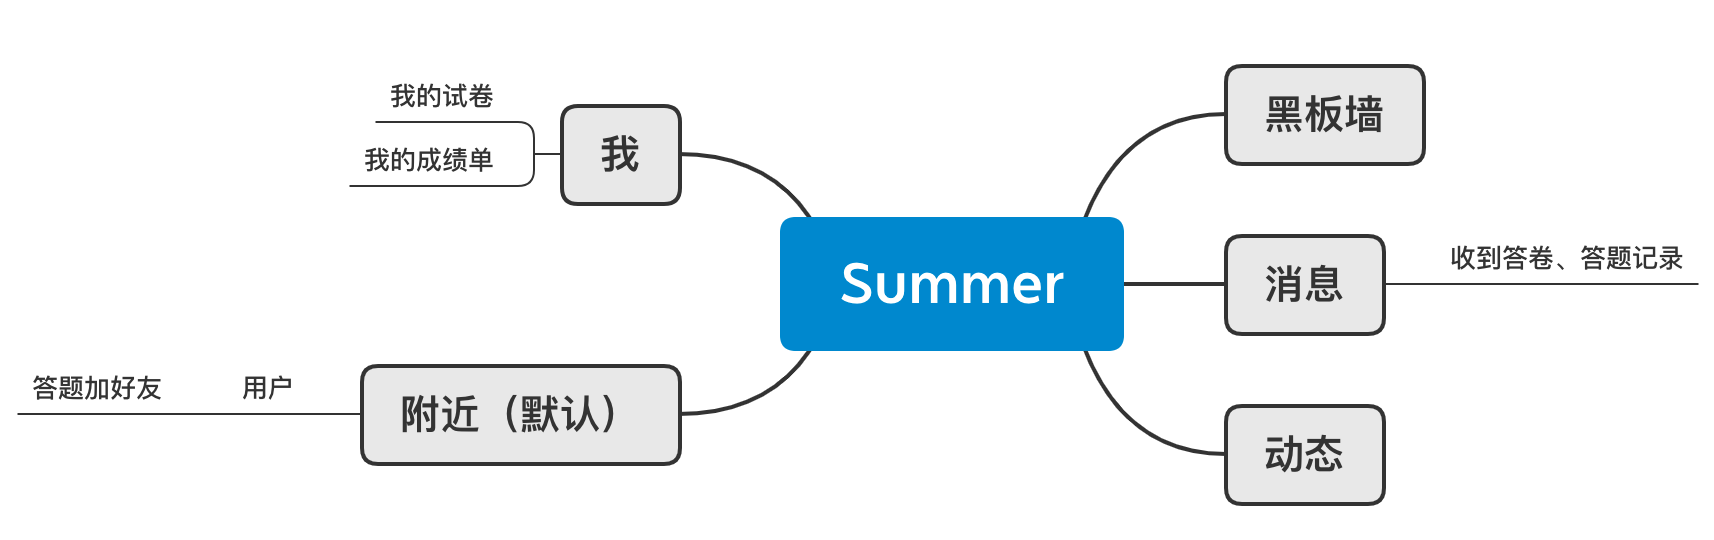 Summer
黑板墙
消息
收到答卷、答题记录
动态
附近（默认）
用户
答题加好友
我
我的试卷
我的成绩单